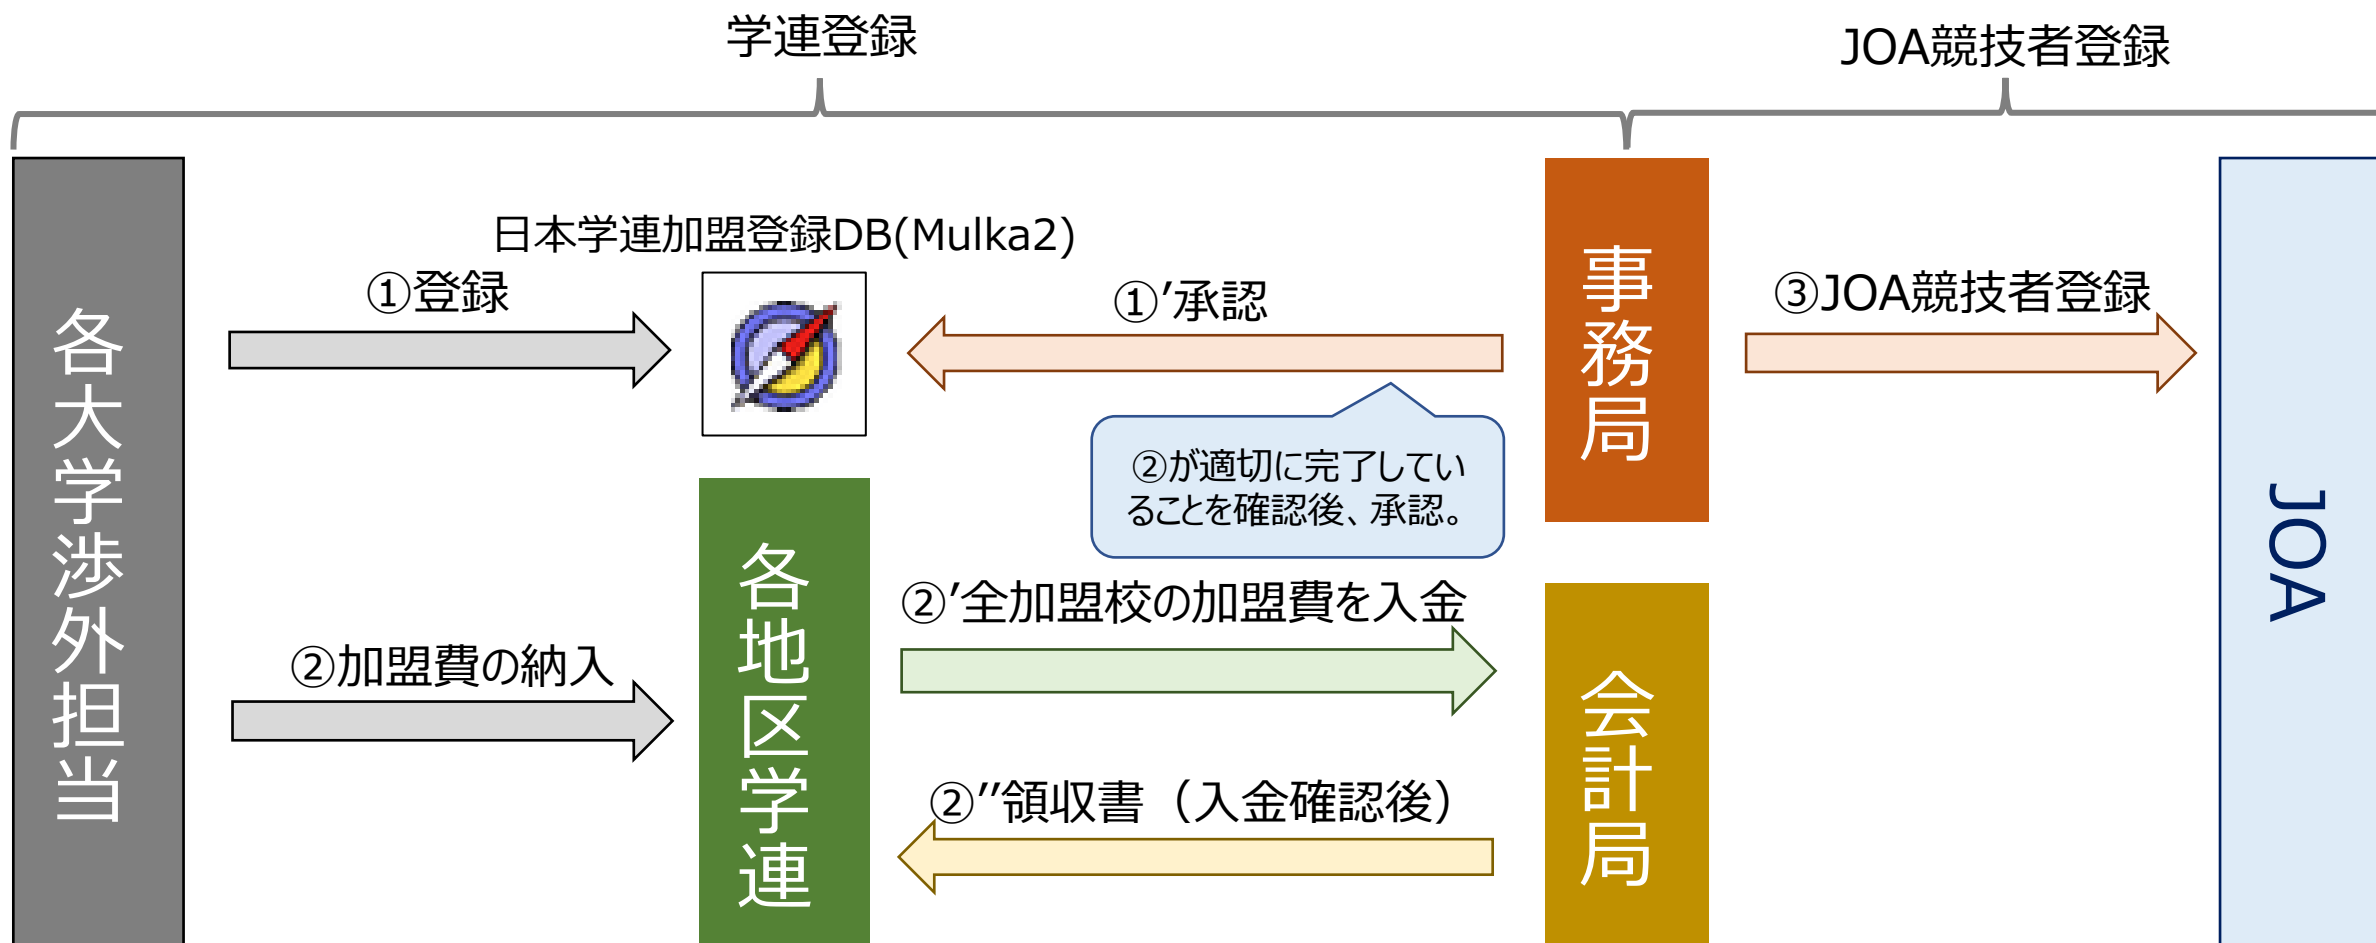 学連登録
JOA競技者登録
日本学連加盟登録DB(Mulka2)
①登録
①′承認
③JOA競技者登録
各大学渉外担当
事務局
JOA
②が適切に完了してい
ることを確認後、承認。
各地区学連
②加盟費の納入
②′全加盟校の加盟費を入金
会計局
②′′領収書（入金確認後）